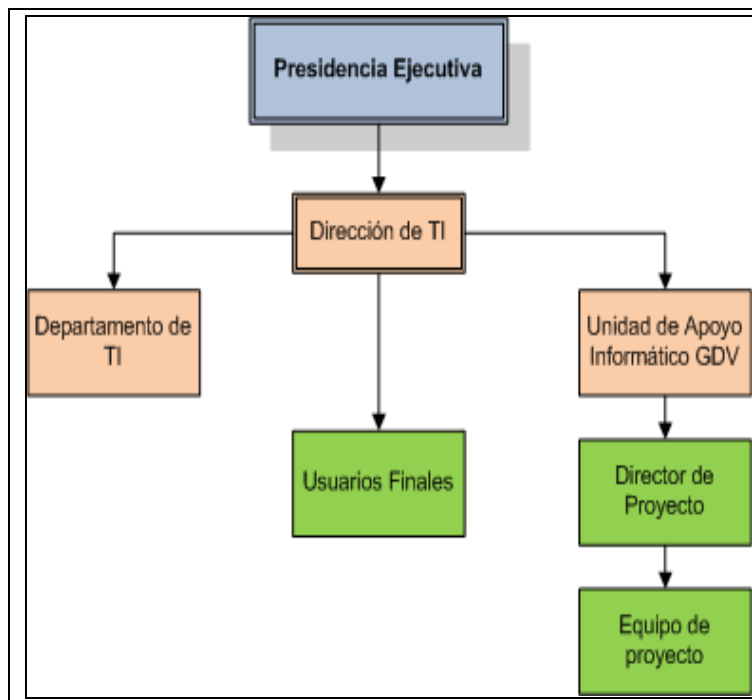 Presidencia Ejecutiva
Dirección de TI
Departamento de
TI
Unidad de Apoyo
Informático GDV
Usuarios Finales
Director de
Proyecto
Equipo de
proyecto